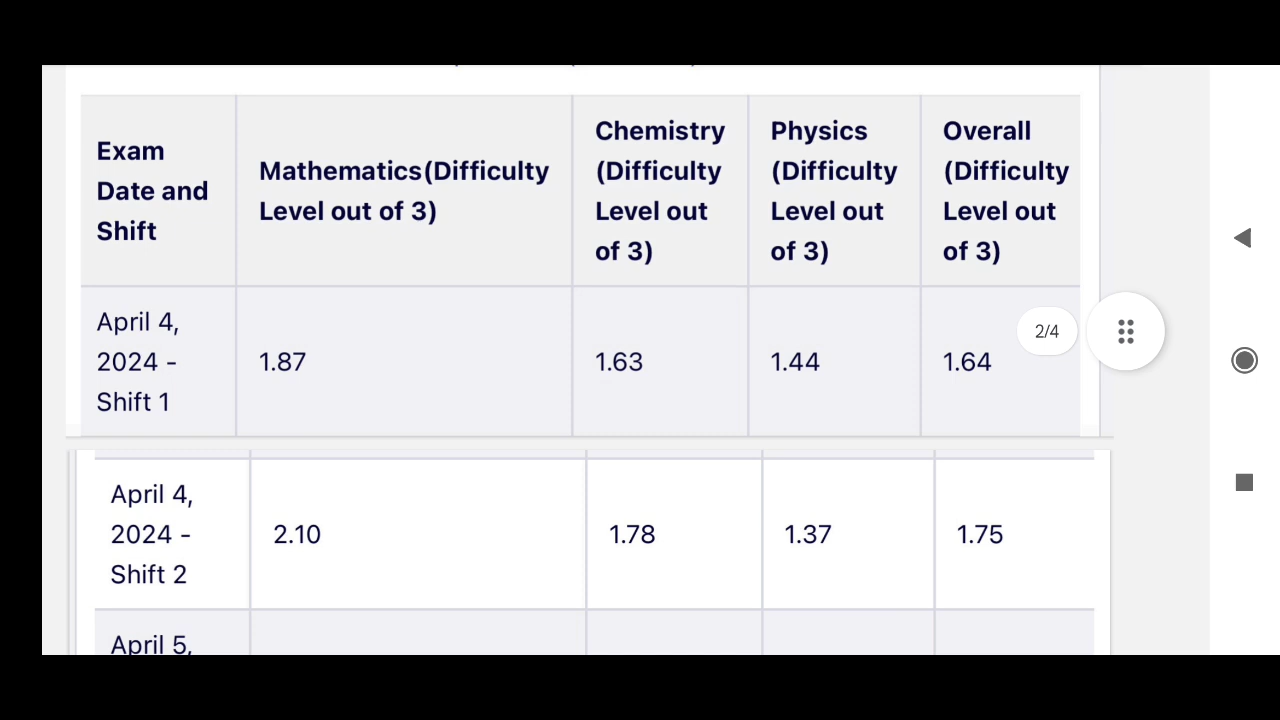 Exam
Date and
Shift
Mathematics(Difficulty
Level out of 3)
Chemistry
(Difficulty
Level out
of 3)
Physics
(Difficulty
Level out
of 3)
Overall
(Difficulty
Level out
of 3)
April 4,
2024 -
Shift 1
1.87
1.63
1.44
1.64
2/4
April 4,
2024 -
Shift 2
2.10
1.78
1.37
1.75
April 5,